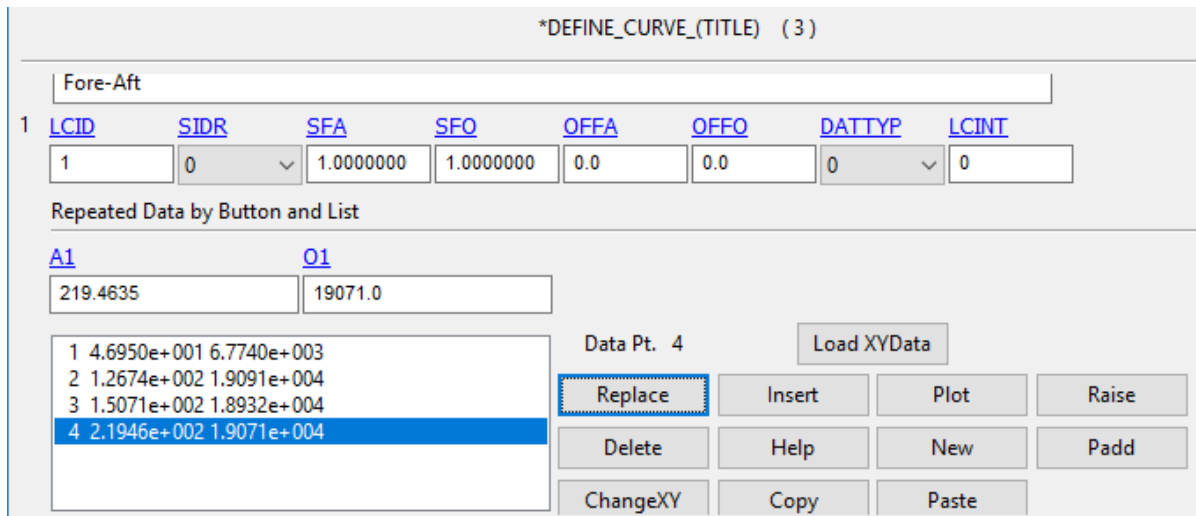 *DEFINE_CURVE_(TITLE) (3)
Fore-Aft
1 LCID SIDR SFA SFO OFFA OFFO DATTYP LCINT
1 0 1.0000000 1.0000000 0.0 0.0 0 0
Repeated Data by Button and List
A1 O1
219.4635 19071.0
1 4.6950e+001 6.7740e+003
2 1.2674e+002 1.9091e+004
3 1.5071e+002 1.8932e+004
4 2.1946e+002 1.9071e+004
Data Pt. 4 Load XYData
Replace Insert Plot Raise
Delete Help New Padd
ChangeXY Copy Paste